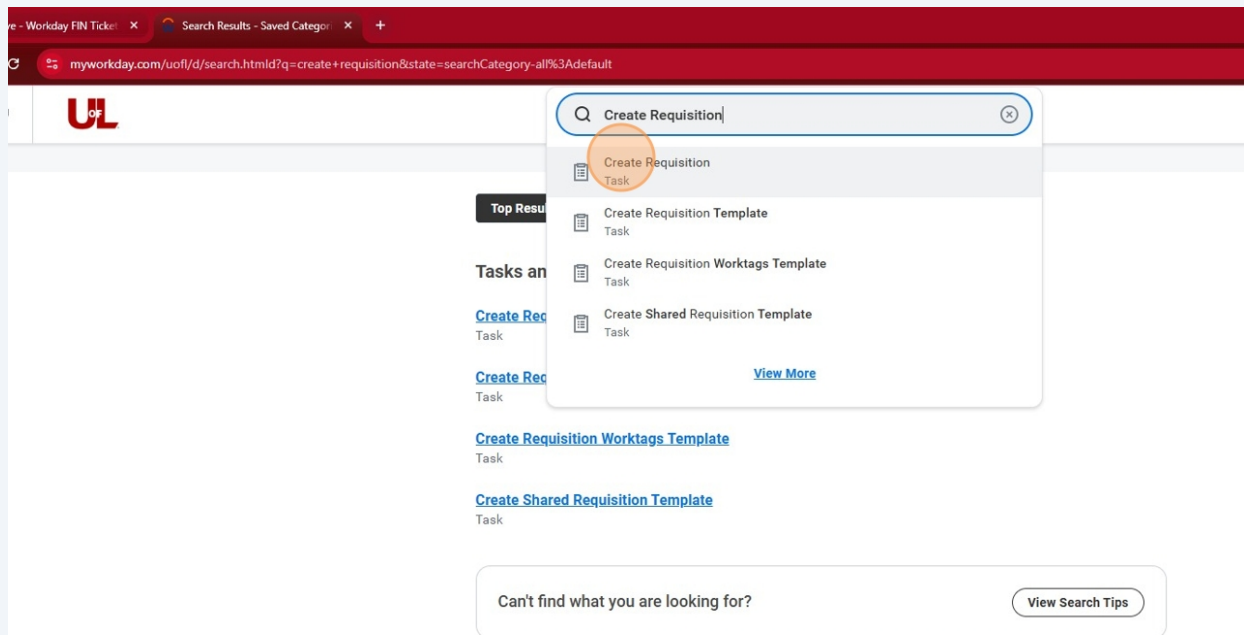 ve - Workday FIN Ticket
Search Results - Saved Categor
myworkday.com/uofl/d/search.htmld?q=create+requisition&state=searchCategory-all%3Adefault
UOFL
Create Requisition
Create Requisition
Task
Top Resu
Create Requisition Template
Task
Tasks an
Create Requisition Worktags Template
Task
Create Req
Task
Create Shared Requisition Template
Task
Create Req
Task
View More
Create Requisition Worktags Template
Task
Create Shared Requisition Template
Task
Can't find what you are looking for?
View Search Tips